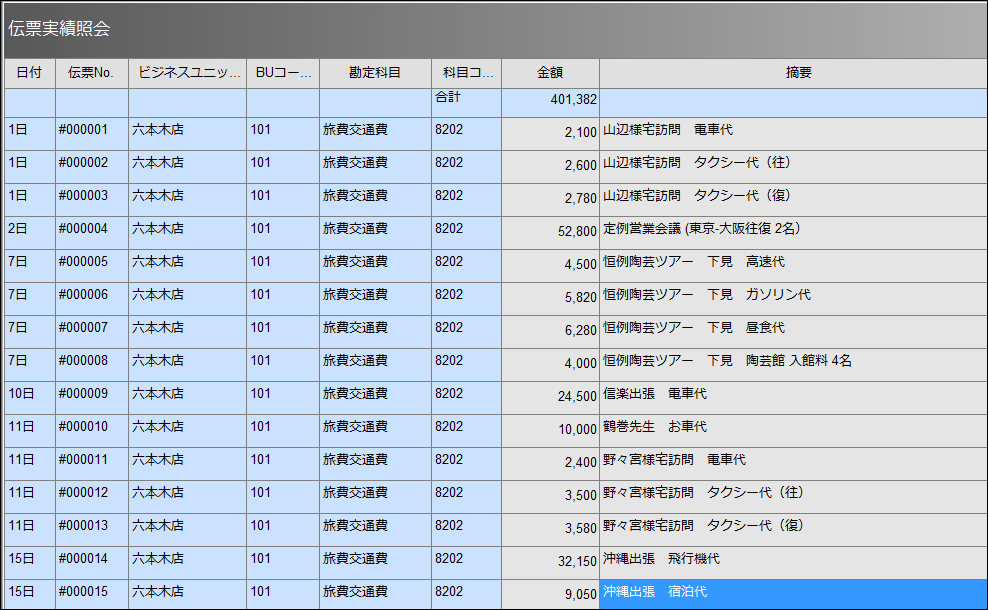 伝票実績照会
日付 伝票No. ビジネスユニッ... BUコー... 勘定科目 科目コ... 金額 摘要
合計 401,382
1日 #000001 六本木店 101 旅費交通費 8202 2,100 山辺様宅訪問　電車代
1日 #000002 六本木店 101 旅費交通費 8202 2,600 山辺様宅訪問　タクシー代（往）
1日 #000003 六本木店 101 旅費交通費 8202 2,780 山辺様宅訪問　タクシー代（復）
2日 #000004 六本木店 101 旅費交通費 8202 52,800 定例営業会議 (東京-大阪往復 2名）
7日 #000005 六本木店 101 旅費交通費 8202 4,500 恒例陶芸ツアー　下見　高速代
7日 #000006 六本木店 101 旅費交通費 8202 5,820 恒例陶芸ツアー　下見　ガソリン代
7日 #000007 六本木店 101 旅費交通費 8202 6,280 恒例陶芸ツアー　下見　昼食代
7日 #000008 六本木店 101 旅費交通費 8202 4,000 恒例陶芸ツアー　下見　陶芸館 入館料 4名
10日 #000009 六本木店 101 旅費交通費 8202 24,500 信楽出張　電車代
11日 #000010 六本木店 101 旅費交通費 8202 10,000 鶴巻先生　お車代
11日 #000011 六本木店 101 旅費交通費 8202 2,400 野々宮様宅訪問　電車代
11日 #000012 六本木店 101 旅費交通費 8202 3,500 野々宮様宅訪問　タクシー代（往）
11日 #000013 六本木店 101 旅費交通費 8202 3,580 野々宮様宅訪問　タクシー代（復）
15日 #000014 六本木店 101 旅費交通費 8202 32,150 沖縄出張　飛行機代
15日 #000015 六本木店 101 旅費交通費 8202 9,050 沖縄出張　宿泊代